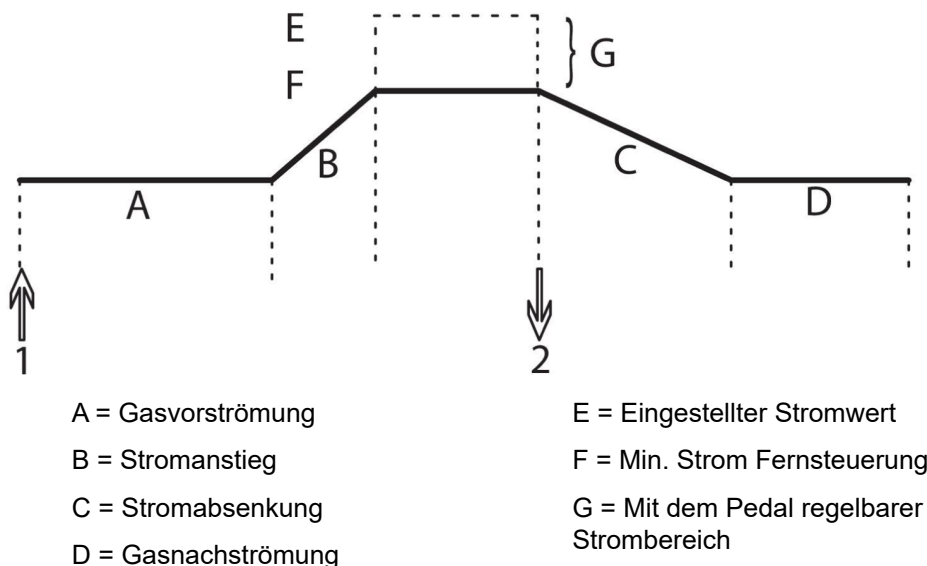 E
F
G
B
C
A
D
1
2
A = Gasvorströmung
B = Stromanstieg
C = Stromabsenkung
D = Gasnachströmung
E = Eingestellter Stromwert
F = Min. Strom Fernsteuerung
G = Mit dem Pedal regelbarer
Strombereich